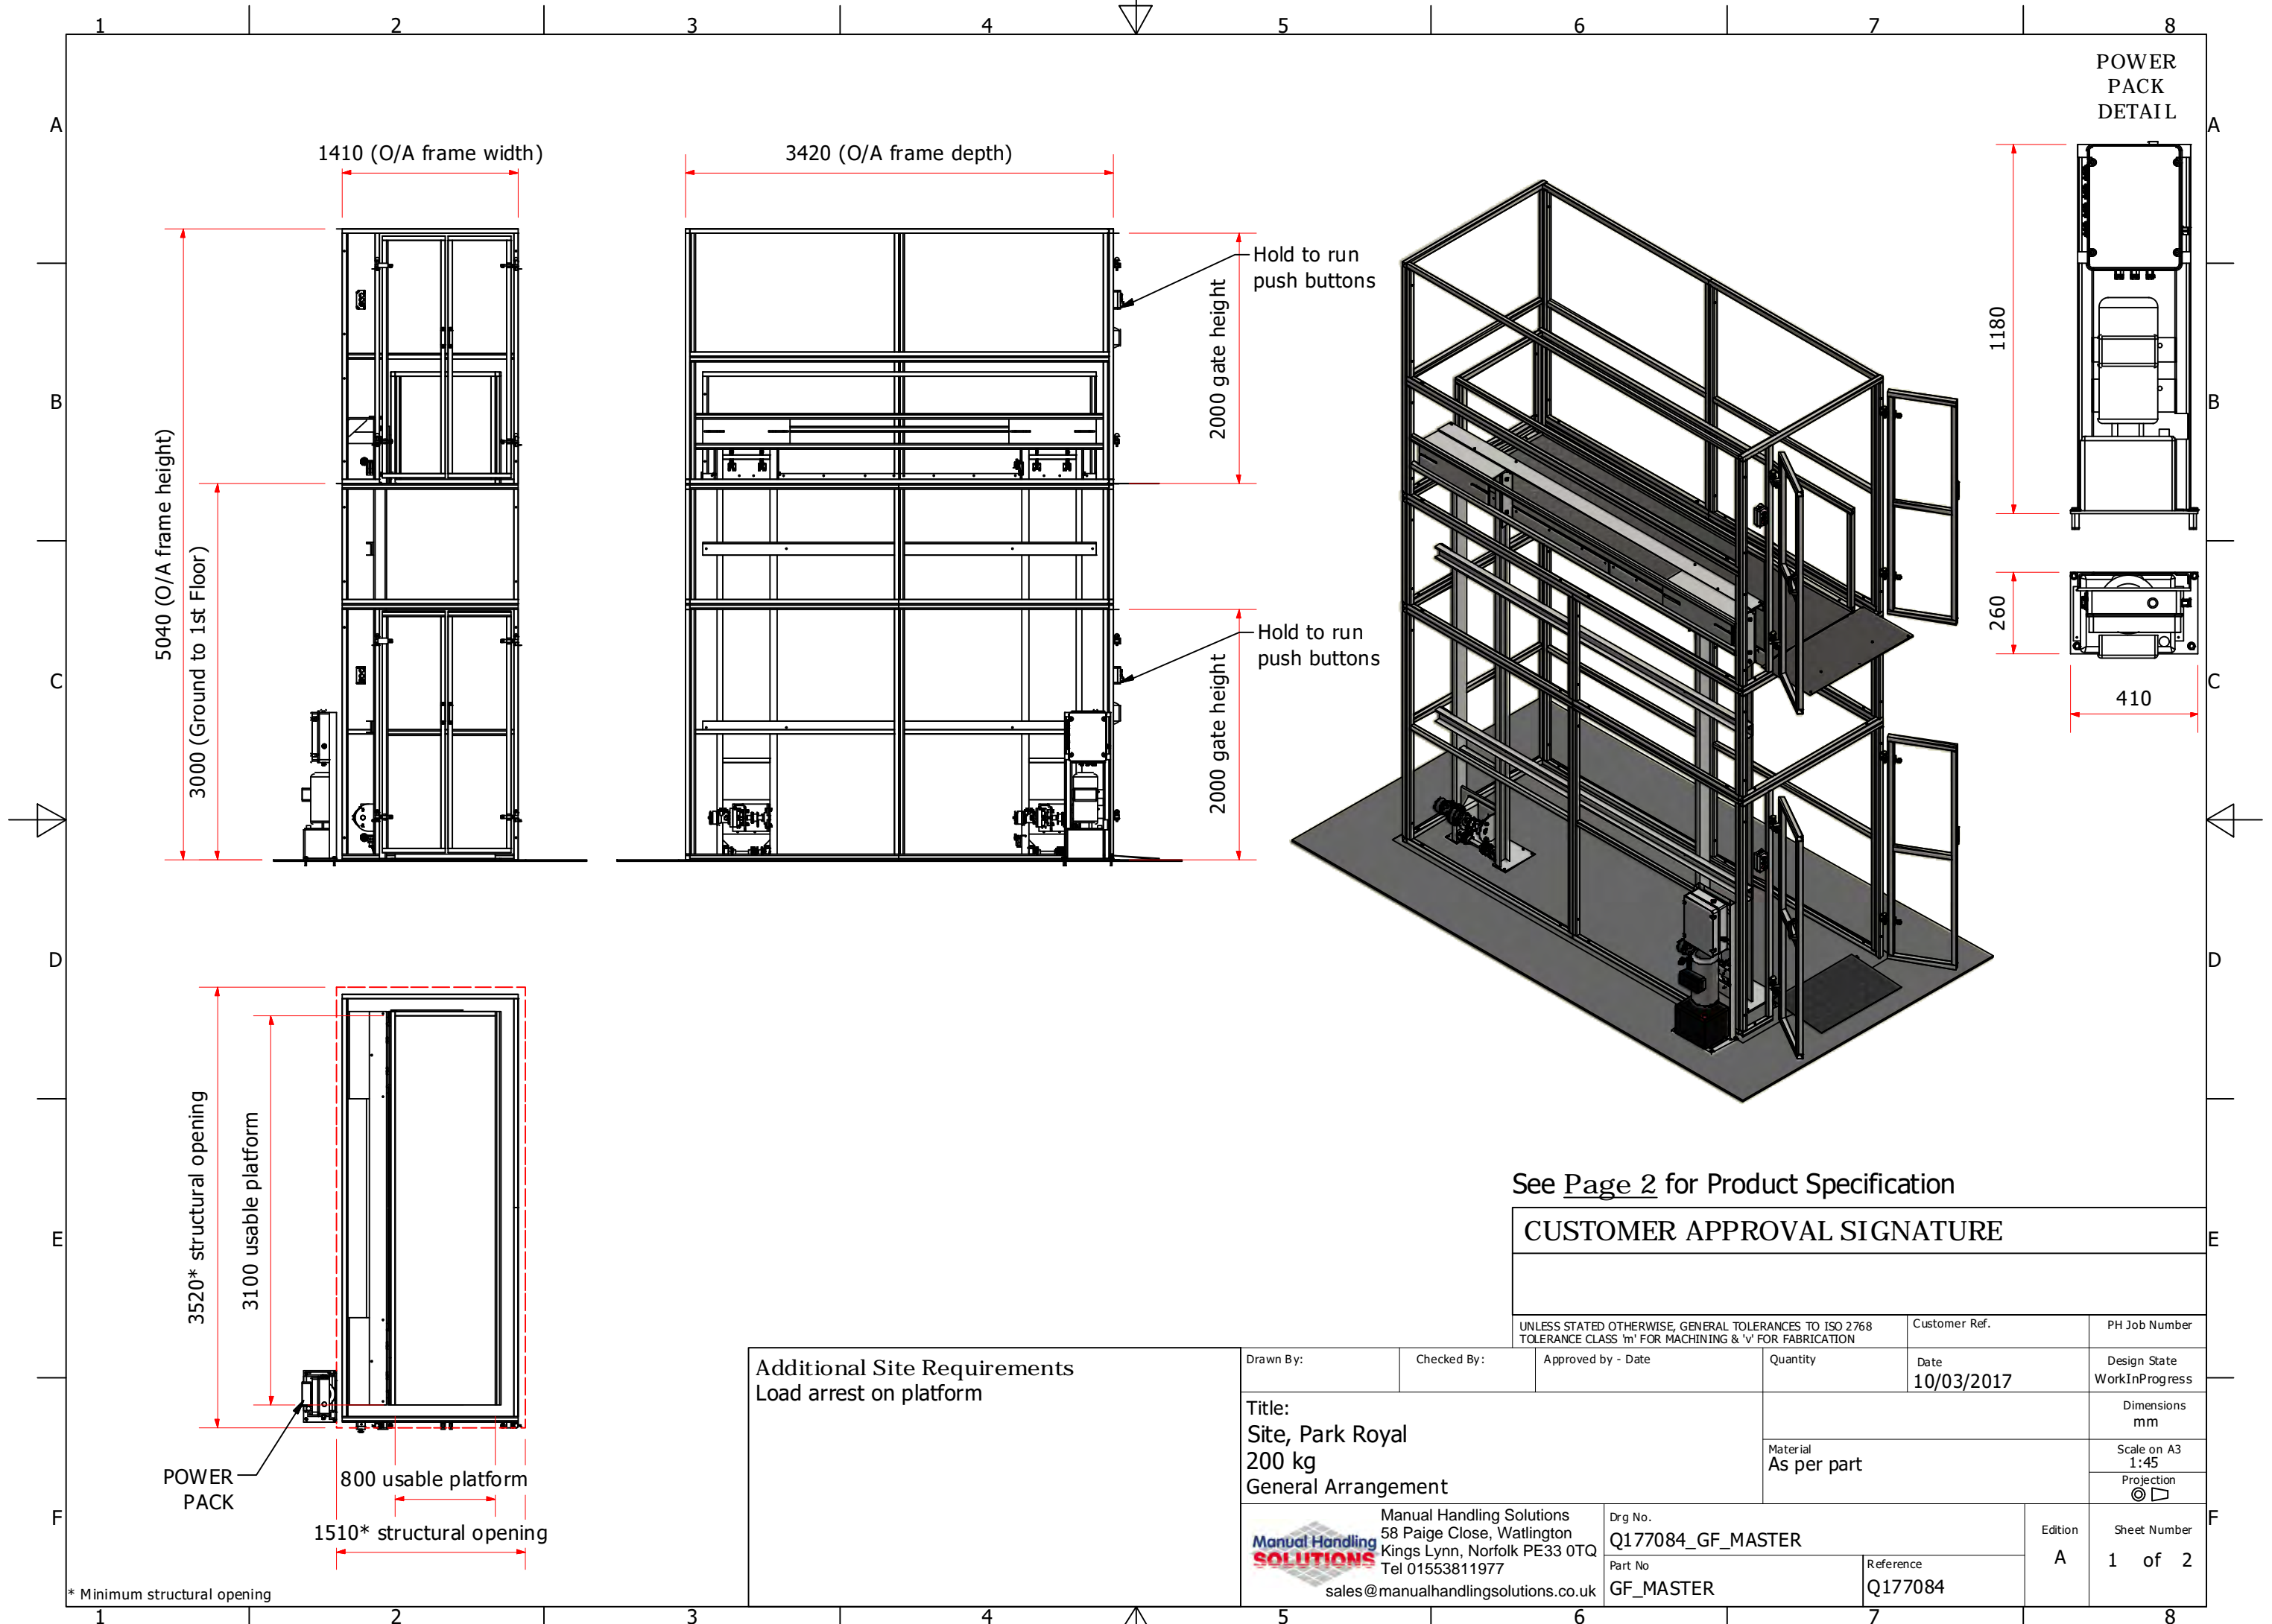 1 2 3 4 5 6 7 8
POWER
PACK
DETAIL
A
A
1410 (O/A frame width)
3420 (O/A frame depth)
Hold to run
push buttons
2000 gate height
1180
B
B
5040 (O/A frame height)
3000 (Ground to 1st Floor)
260
Hold to run
push buttons
2000 gate height
C
C
410
D
D
3520* structural opening
3100 usable platform
See Page 2 for Product Specification
CUSTOMER APPROVAL SIGNATURE
E
E
UNLESS STATED OTHERWISE, GENERAL TOLERANCES TO ISO 2768
TOLERANCE CLASS 'm' FOR MACHINING & 'v' FOR FABRICATION
Customer Ref.
PH Job Number
Additional Site Requirements
Load arrest on platform
Drawn By:
Checked By:
Approved by - Date
Quantity
Date
10/03/2017
Design State
WorkInProgress
Title:
Site, Park Royal
200 kg
General Arrangement
Material
As per part
Dimensions
mm
Scale on A3
1:45
Projection
POWER
PACK
800 usable platform
1510* structural opening
F
F
Manual Handling
SOLUTIONS
Manual Handling Solutions
58 Paige Close, Watlington
Kings Lynn, Norfolk PE33 0TQ
Tel 01553811977
sales@manualhandlingsolutions.co.uk
Drg No.
Q177084_GF_MASTER
Part No
GF_MASTER
Reference
Q177084
Edition
A
Sheet Number
1 of 2
* Minimum structural opening
1 2 3 4 5 6 7 8